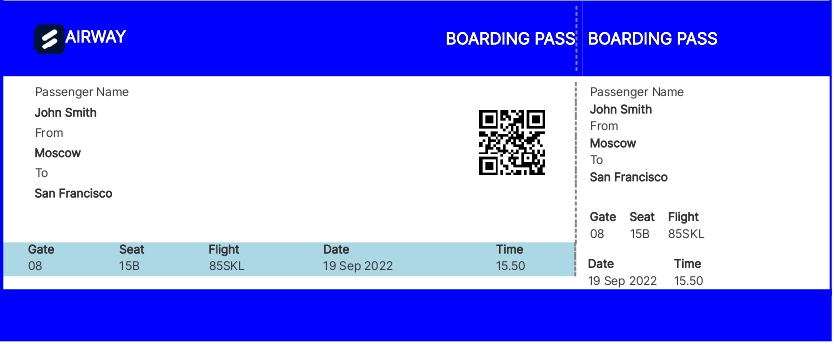 AIRWAY
BOARDING PASS
Passenger Name
John Smith
From
Moscow
To
San Francisco
Gate Seat Flight Date Time
08 15B 85SKL 19 Sep 2022 15.50
BOARDING PASS
Passenger Name
John Smith
From
Moscow
To
San Francisco
Gate Seat Flight
08 15B 85SKL
Date Time
19 Sep 2022 15.50